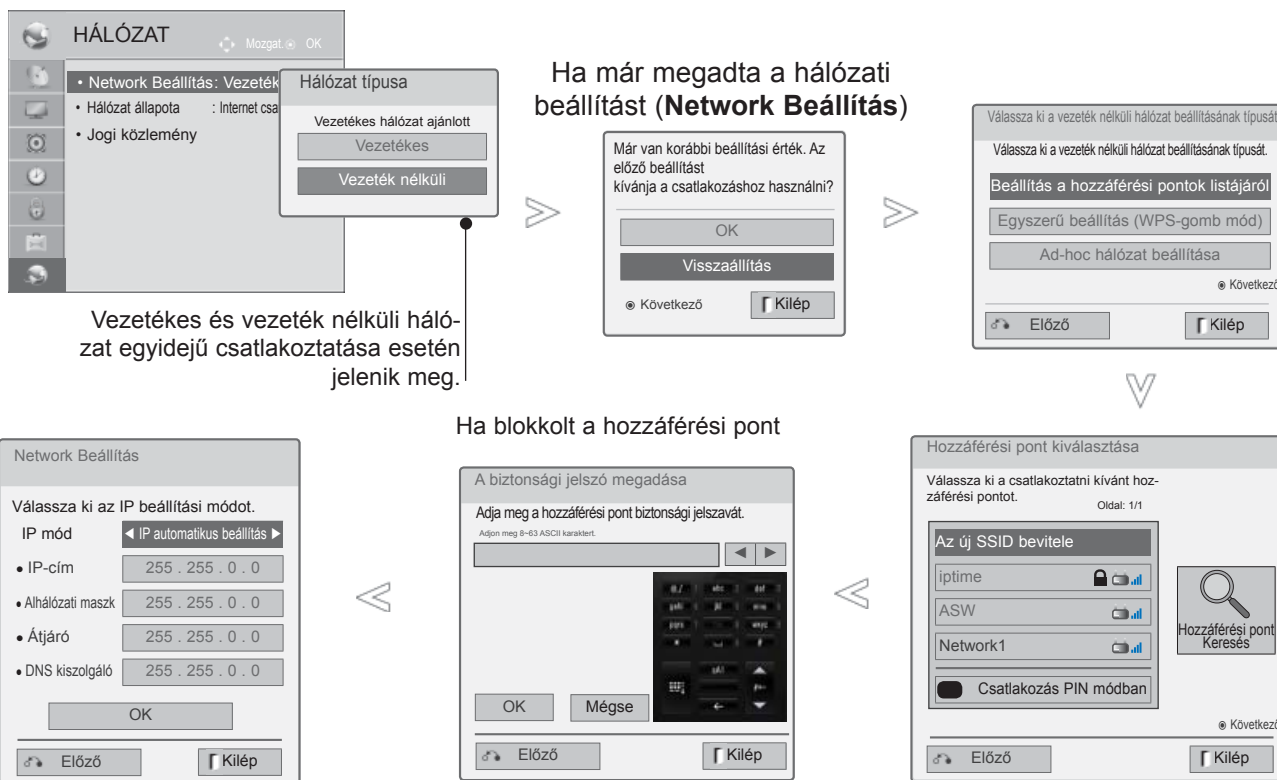 HÁLÓZAT
Mozgat. OK
• Network Beállítás: Vezeték
• Hálózat állapota : Internet csa
• Jogi közlemény
Hálózat típusa
Vezetékes hálózat ajánlott
Vezetékes
Vezeték nélküli
Vezetékes és vezeték nélküli háló-
zat egyidejű csatlakoztatása esetén
jelenik meg.
Ha már megadta a hálózati
beállítást (Network Beállítás)
Már van korábbi beállítási érték. Az
előző beállítást
kívánja a csatlakozáshoz használni?
OK
Visszaállítás
Következő
Kilép
Válassza ki a vezeték nélküli hálózat beállításának típusát
Válassza ki a vezeték nélküli hálózat beállításának típusát.
Beállítás a hozzáférési pontok listájáról
Egyszerű beállítás (WPS-gomb mód)
Ad-hoc hálózat beállítása
Következő
Előző
Kilép
Hozzáférési pont kiválasztása
Válassza ki a csatlakoztatni kívánt hoz-
záférési pontot.
Oldal: 1/1
Az új SSID bevitele
iptime
ASW
Network1
Csatlakozás PIN módban
Hozzáférési pont
Keresés
Következő
Előző
Kilép
Ha blokkolt a hozzáférési pont
A biztonsági jelszó megadása
Adja meg a hozzáférési pont biztonsági jelszavát.
Adjon meg 8~63 ASCII karaktert.
OK
Mégse
Előző
Kilép
Network Beállítás
Válassza ki az IP beállítási módot.
IP mód ◀ IP automatikus beállítás ▶
• IP-cím 255 . 255 . 0 . 0
• Alhálózati maszk 255 . 255 . 0 . 0
• Átjáró 255 . 255 . 0 . 0
• DNS kiszolgáló 255 . 255 . 0 . 0
OK
Előző
Kilép